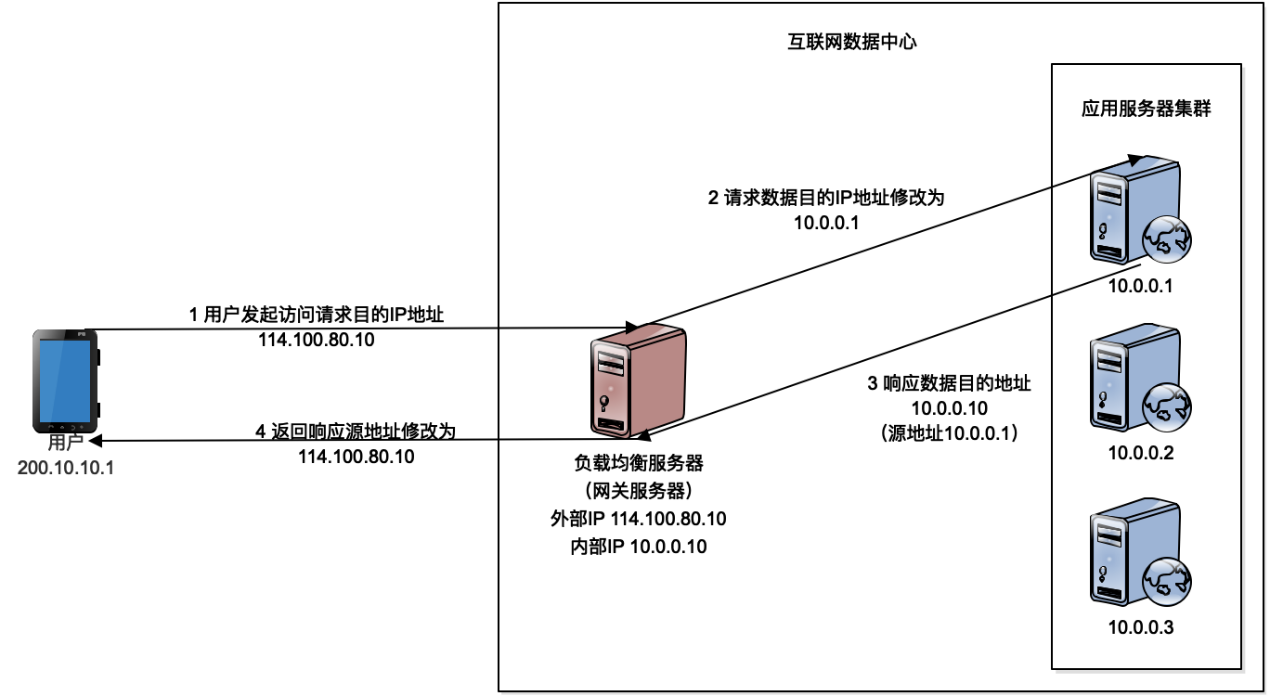 互联网数据中心
应用服务器集群
2 请求数据目的IP地址修改为
10.0.0.1
10.0.0.1
1 用户发起访问请求目的IP地址
114.100.80.10
3 响应数据目的地址
10.0.0.10
（源地址10.0.0.1）
4 返回响应源地址修改为
114.100.80.10
用户
200.10.10.1
负载均衡服务器
（网关服务器）
外部IP 114.100.80.10
内部IP 10.0.0.10
10.0.0.2
10.0.0.3